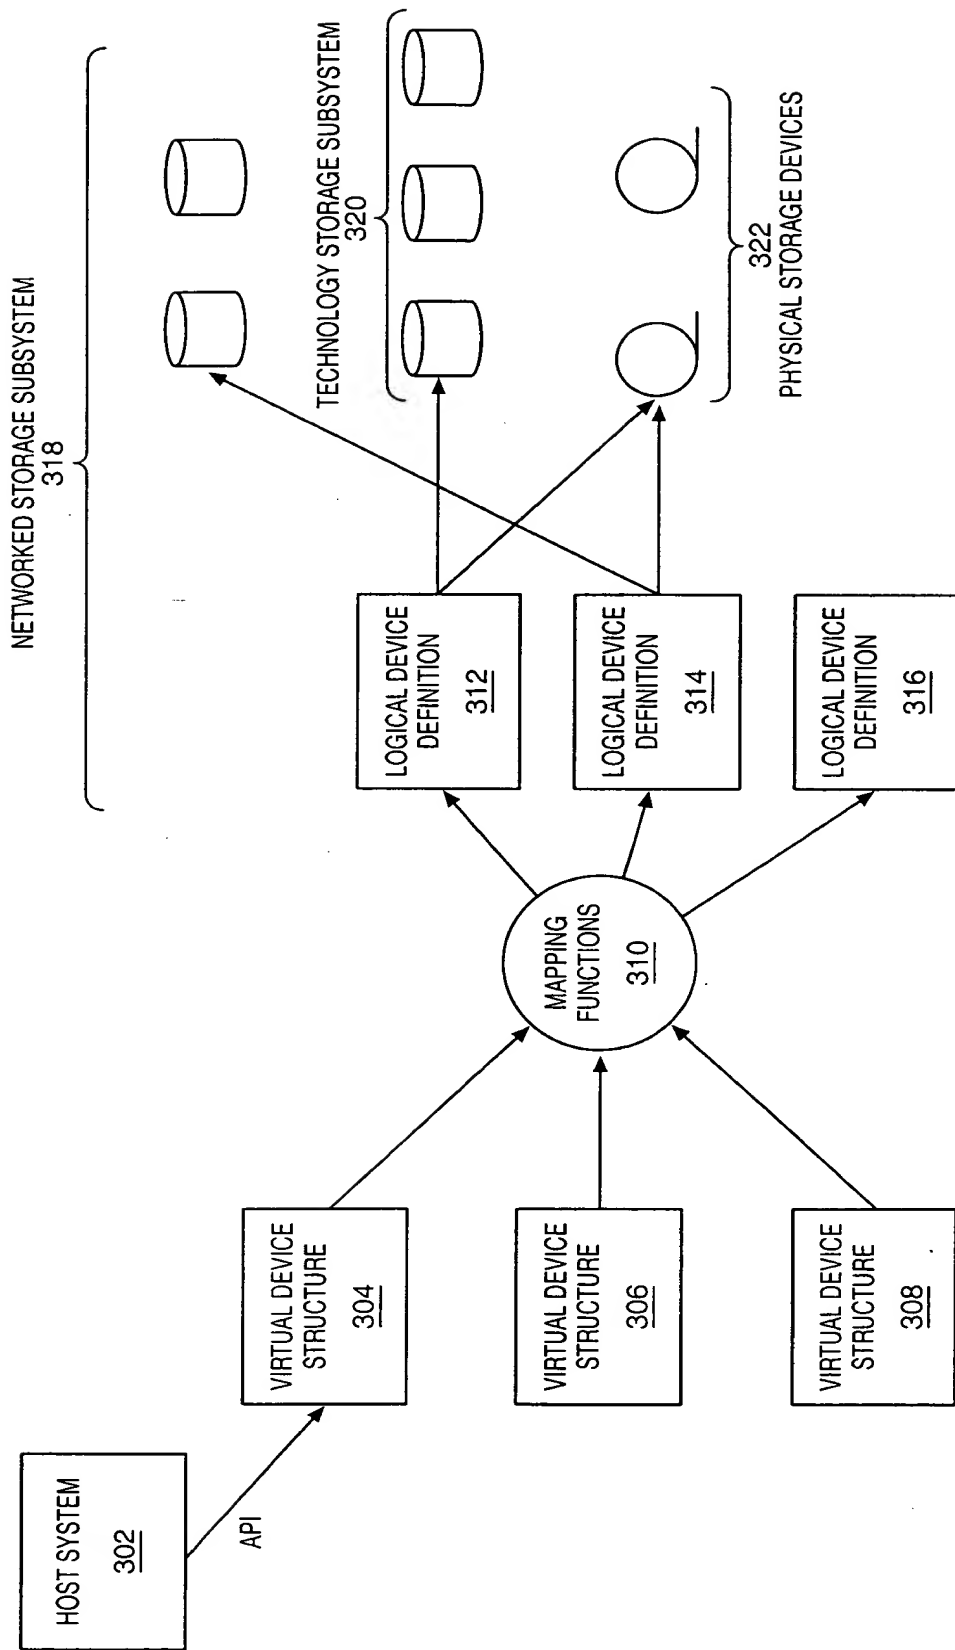 HOST SYSTEM
302
API
VIRTUAL DEVICE
STRUCTURE
304
VIRTUAL DEVICE
STRUCTURE
306
VIRTUAL DEVICE
STRUCTURE
308
MAPPING
FUNCTIONS
310
LOGICAL DEVICE
DEFINITION
312
LOGICAL DEVICE
DEFINITION
314
LOGICAL DEVICE
DEFINITION
316
NETWORKED STORAGE SUBSYSTEM
318
TECHNOLOGY STORAGE SUBSYSTEM
320
322
PHYSICAL STORAGE DEVICES